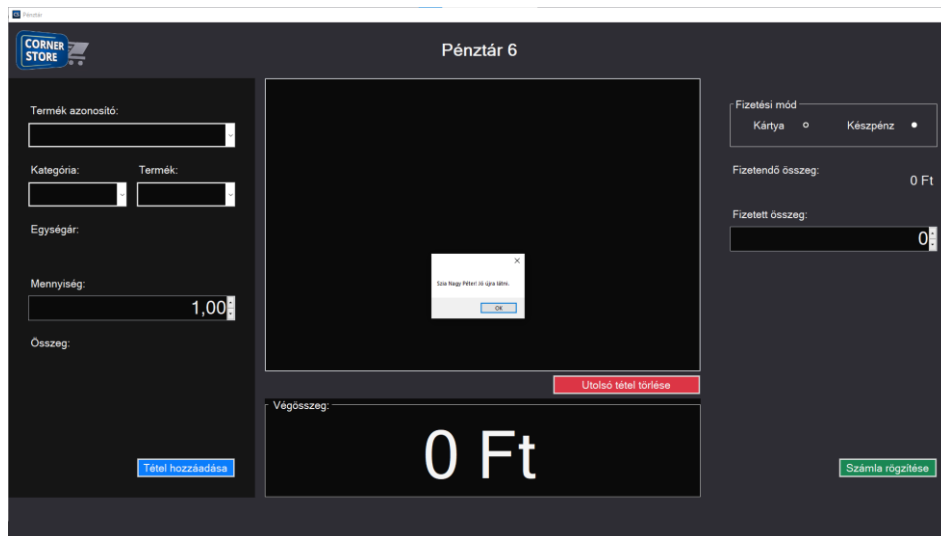 Pénztár
CORNER
STORE
Pénztár 6
Termék azonosító:
Kategória: Termék:
Egységár:
Mennyiség:
1,00
Összeg:
Tétel hozzáadása
Szia Nagy Péter! Jó újra látni.
OK
Utolsó tétel törlése
Végösszeg:
0 Ft
Fizetési mód
Kártya Készpénz
Fizetendő összeg:
0 Ft
Fizetett összeg:
0
Számla rögzítése